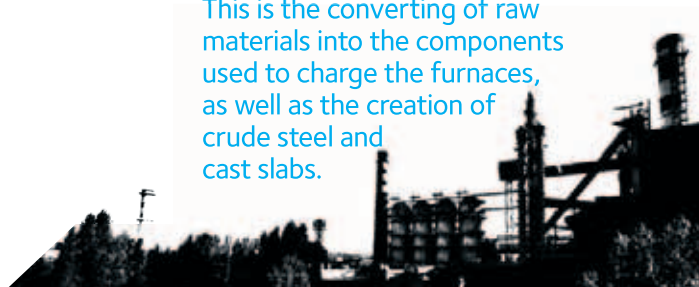 This is the converting of raw
materials into the components
used to charge the furnaces,
as well as the creation of
crude steel and
cast slabs.